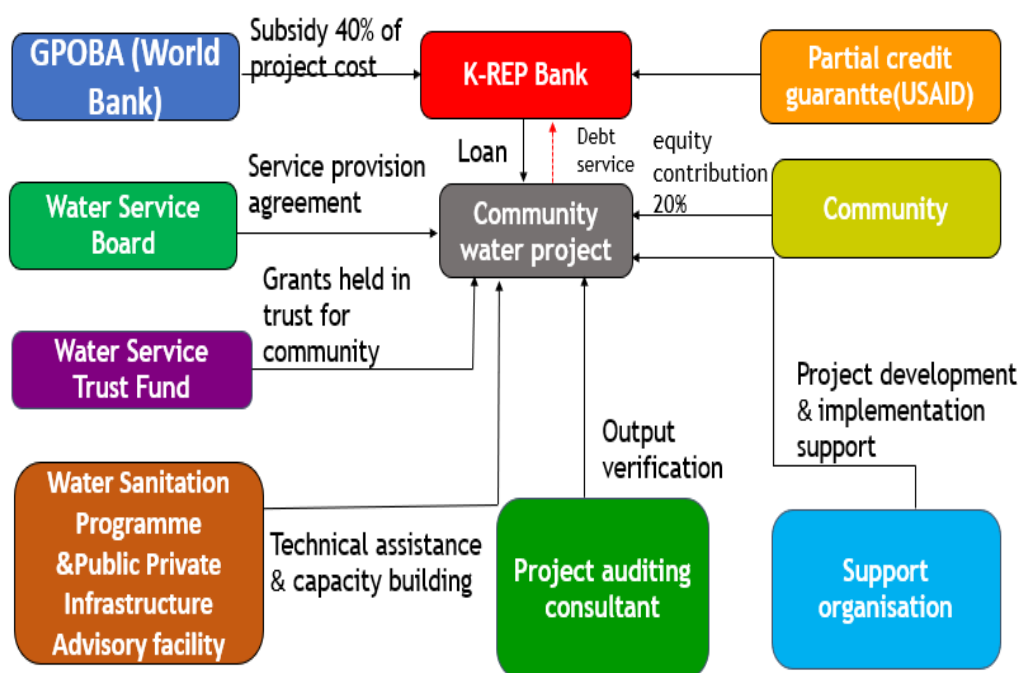 GPOBA (World
Bank)
Subsidy 40% of
project cost
K-REP Bank
Partial credit
guarantte(USAID)
Loan
Debt
service
equity
contribution
20%
Water Service
Board
Service provision
agreement
Community
water project
Community
Grants held in
trust for
community
Water Service
Trust Fund
Project development
& implementation
support
Output
verification
Water Sanitation
Programme
&Public Private
Infrastructure
Advisory facility
Technical assistance
& capacity building
Project auditing
consultant
Support
organisation